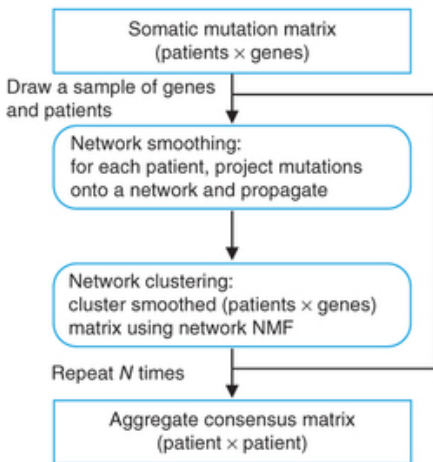 Somatic mutation matrix
(patients × genes)
Draw a sample of genes
and patients
Network smoothing:
for each patient, project mutations
onto a network and propagate
Network clustering:
cluster smoothed (patients × genes)
matrix using network NMF
Repeat N times
Aggregate consensus matrix
(patient × patient)